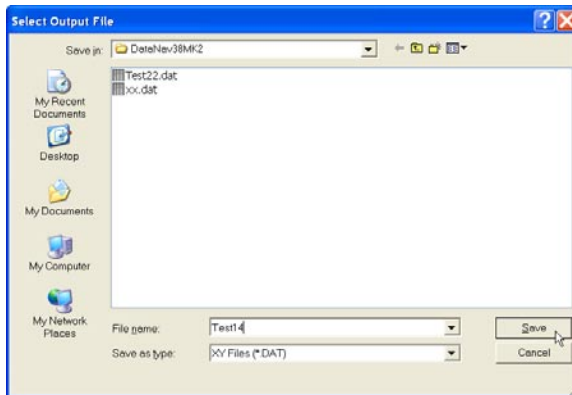 Select Output File
Save in: DataNav38MK2
Test22.dat
xx.dat
My Recent
Documents
Desktop
My Documents
My Computer
My Network
Places
File name: Test14 Save
Save as type: XY Files (*.DAT) Cancel